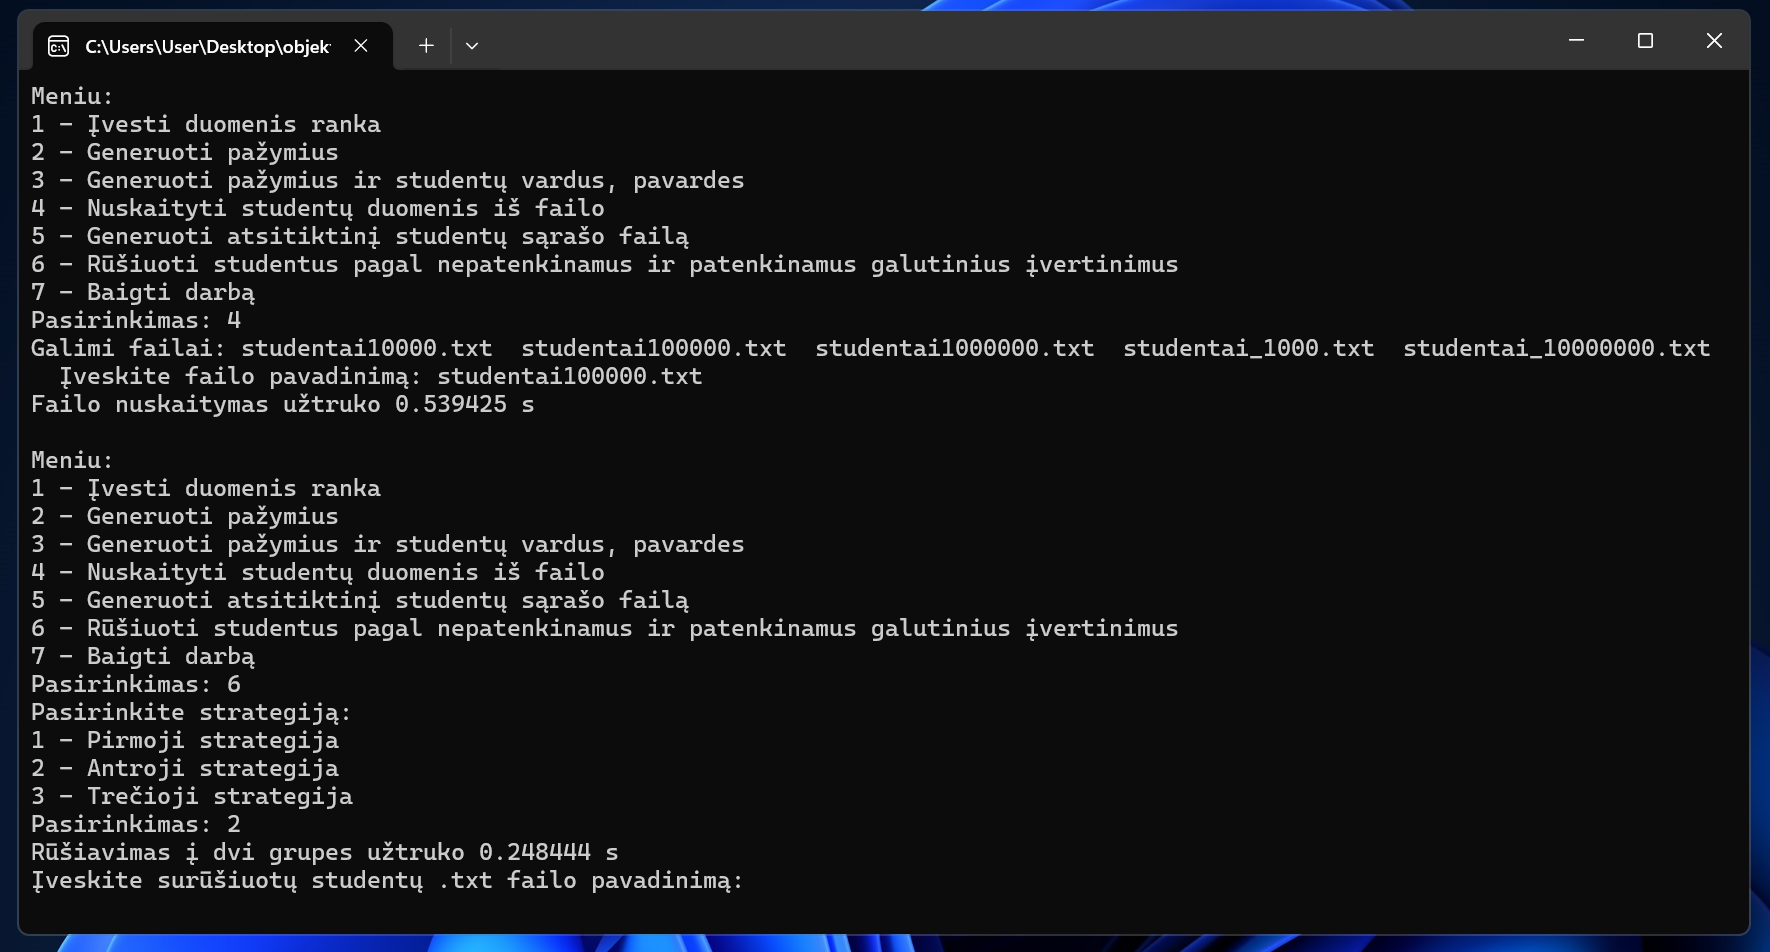 C:\Users\User\Desktop\objek
Meniu:
1 - Įvesti duomenis ranka
2 - Generuoti pažymius
3 - Generuoti pažymius ir studentų vardus, pavardes
4 - Nuskaityti studentų duomenis iš failo
5 - Generuoti atsitiktinį studentų sąrašo failą
6 - Rūšiuoti studentus pagal nepatenkinamus ir patenkinamus galutinius įvertinimus
7 - Baigti darbą
Pasirinkimas: 4
Galimi failai: studentai10000.txt  studentai100000.txt  studentai1000000.txt  studentai_1000.txt  studentai_10000000.txt
Įveskite failo pavadinimą: studentai100000.txt
Failo nuskaitymas užtruko 0.539425 s
Meniu:
1 - Įvesti duomenis ranka
2 - Generuoti pažymius
3 - Generuoti pažymius ir studentų vardus, pavardes
4 - Nuskaityti studentų duomenis iš failo
5 - Generuoti atsitiktinį studentų sąrašo failą
6 - Rūšiuoti studentus pagal nepatenkinamus ir patenkinamus galutinius įvertinimus
7 - Baigti darbą
Pasirinkimas: 6
Pasirinkite strategiją:
1 - Pirmoji strategija
2 - Antroji strategija
3 - Trečioji strategija
Pasirinkimas: 2
Rūšiavimas į dvi grupes užtruko 0.248444 s
Įveskite surūšiuotų studentų .txt failo pavadinimą: